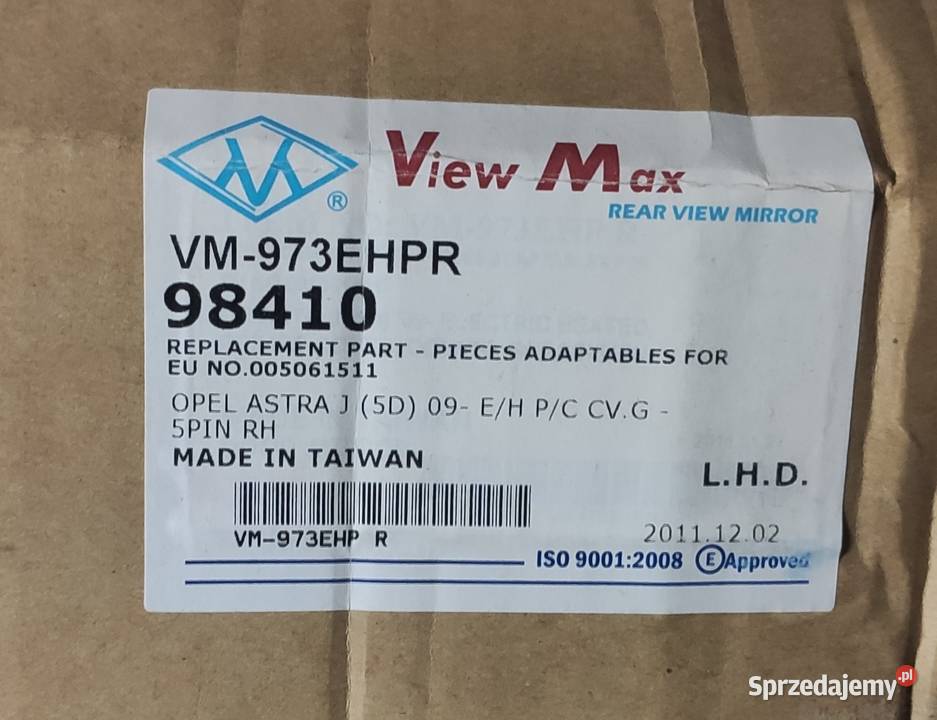 View Max
®
REAR VIEW MIRROR
VM-973EHPR
98410
REPLACEMENT PART - PIECES ADAPTABLES FOR
EU NO.005061511
OPEL ASTRA J (5D) 09- E/H P/C CV.G -
5PIN RH
MADE IN TAIWAN
L.H.D.
VM-973EHP R
2011.12.02
ISO 9001:2008 E Approved
Sprzedajemy.pl